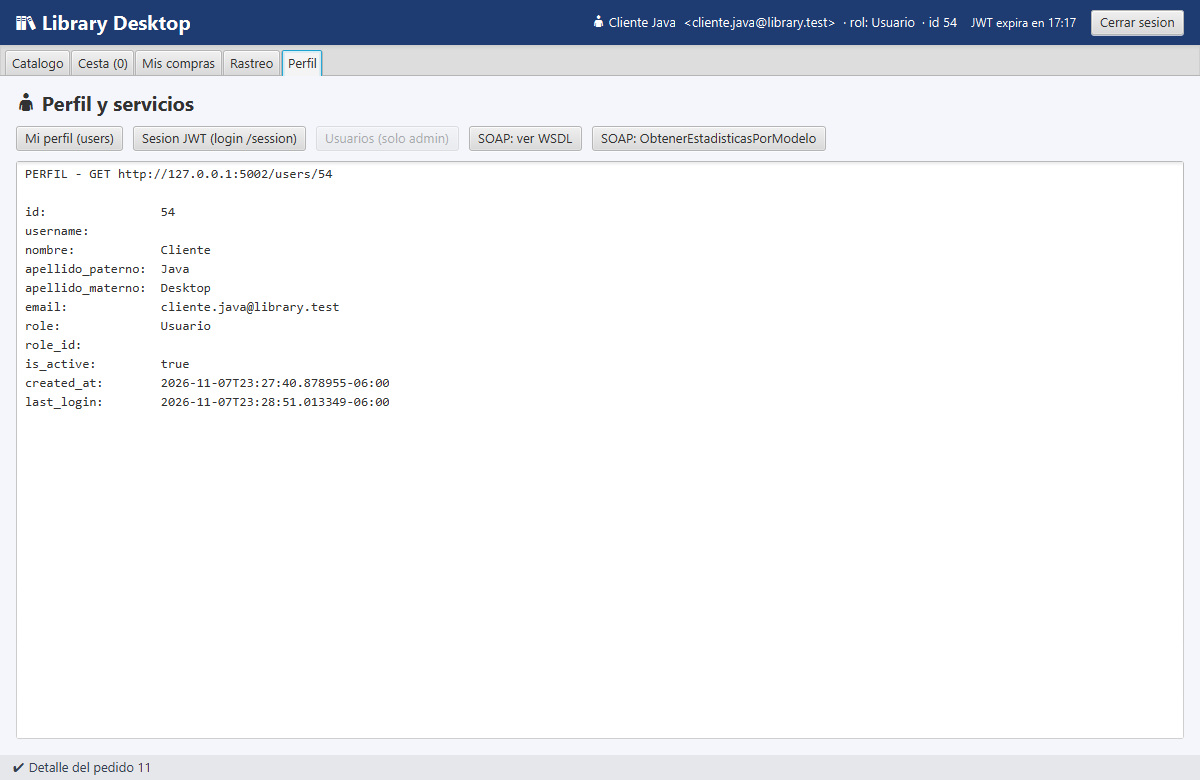 Library Desktop
Cliente Java <cliente.java@library.test> · rol: Usuario · id 54 JWT expira en 17:17 Cerrar sesion
Catalogo Cesta (0) Mis compras Rastreo Perfil
Perfil y servicios
Mi perfil (users) Sesion JWT (login /session) Usuarios (solo admin) SOAP: ver WSDL SOAP: ObtenerEstadisticasPorModelo
PERFIL - GET http://127.0.0.1:5002/users/54
id: 54
username:
nombre: Cliente
apellido_paterno: Java
apellido_materno: Desktop
email: cliente.java@library.test
role: Usuario
role_id:
is_active: true
created_at: 2026-11-07T23:27:40.878955-06:00
last_login: 2026-11-07T23:28:51.013349-06:00
✔ Detalle del pedido 11